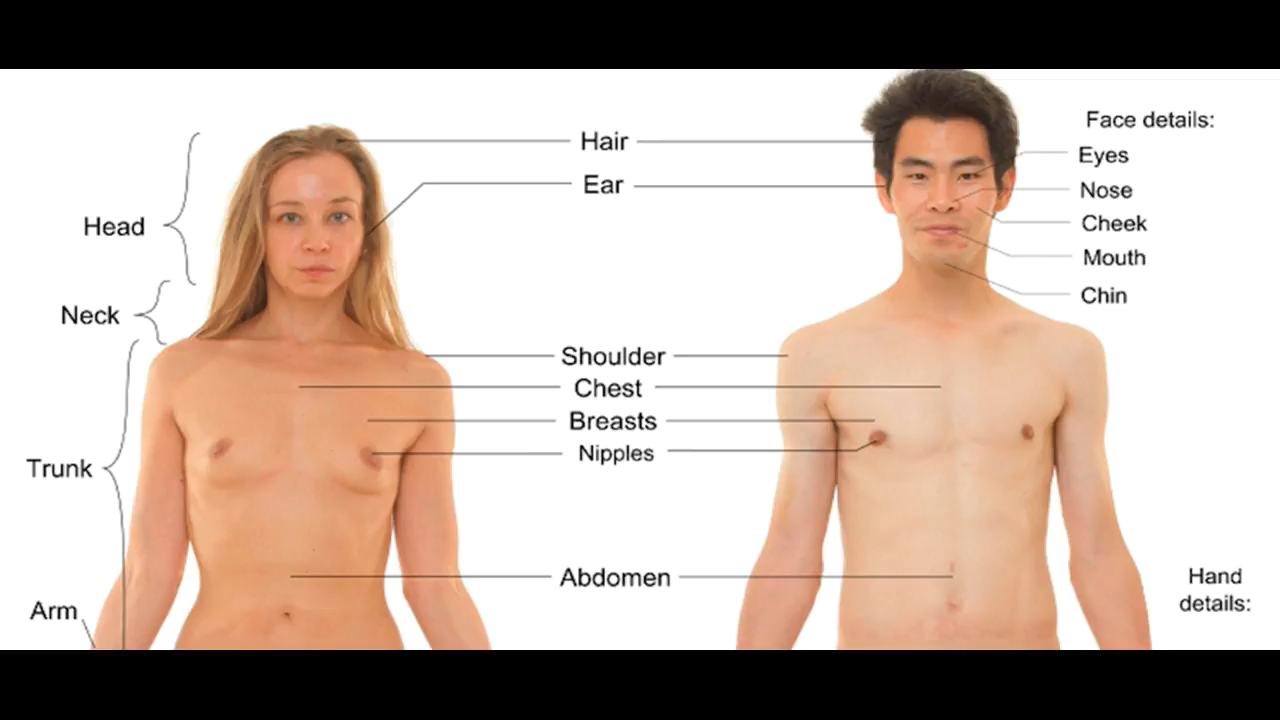 Head
Neck
Trunk
Arm
Hair
Ear
Shoulder
Chest
Breasts
Nipples
Abdomen
Face details:
Eyes
Nose
Cheek
Mouth
Chin
Hand
details: